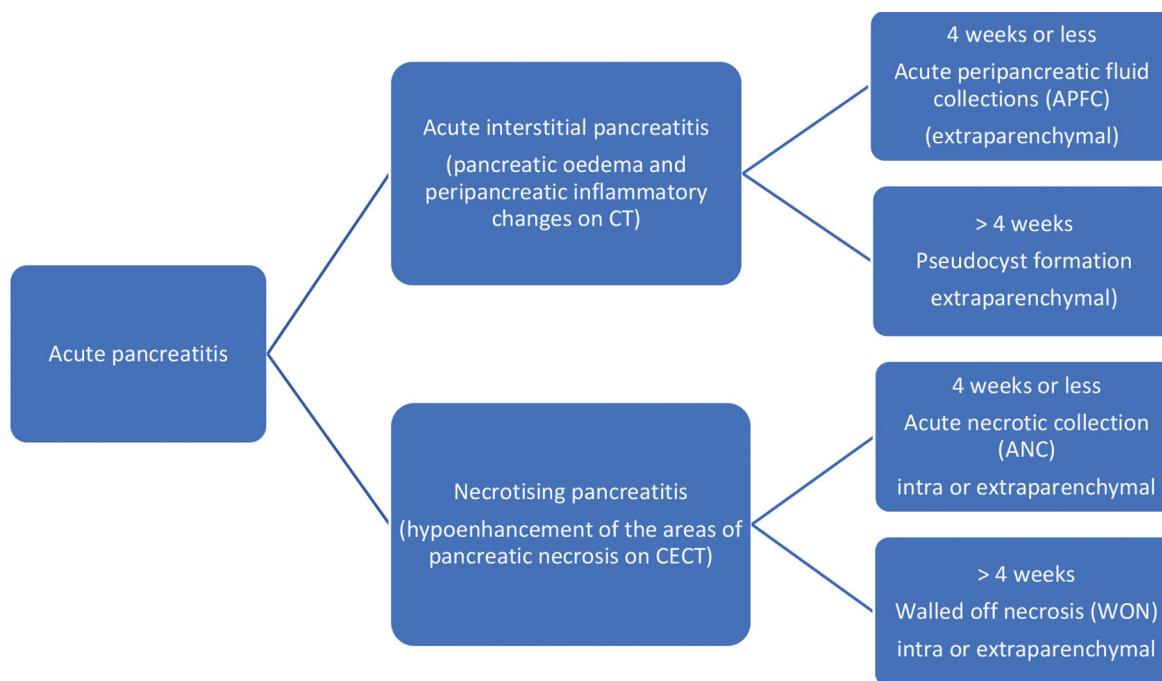 Acute pancreatitis
Acute interstitial pancreatitis
(pancreatic oedema and
peripancreatic inflammatory
changes on CT)
4 weeks or less
Acute peripancreatic fluid
collections (APFC)
(extraparenchymal)
> 4 weeks
Pseudocyst formation
extraparenchymal)
Necrotising pancreatitis
(hypoenhancement of the areas of
pancreatic necrosis on CECT)
4 weeks or less
Acute necrotic collection
(ANC)
intra or extraparenchymal
> 4 weeks
Walled off necrosis (WON)
intra or extraparenchymal